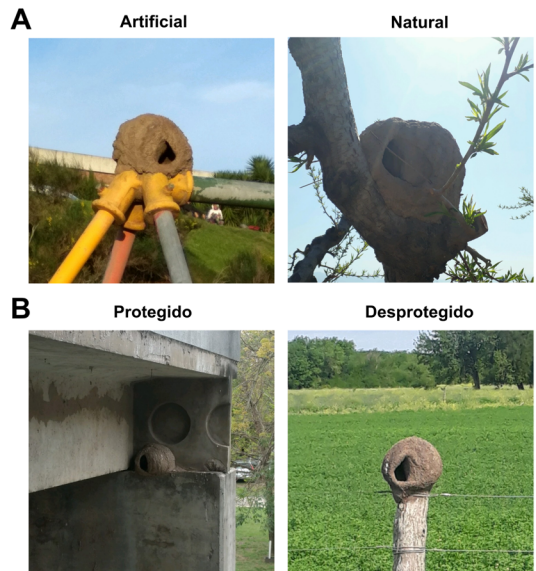 A
Artificial
Natural
B
Protegido
Desprotegido